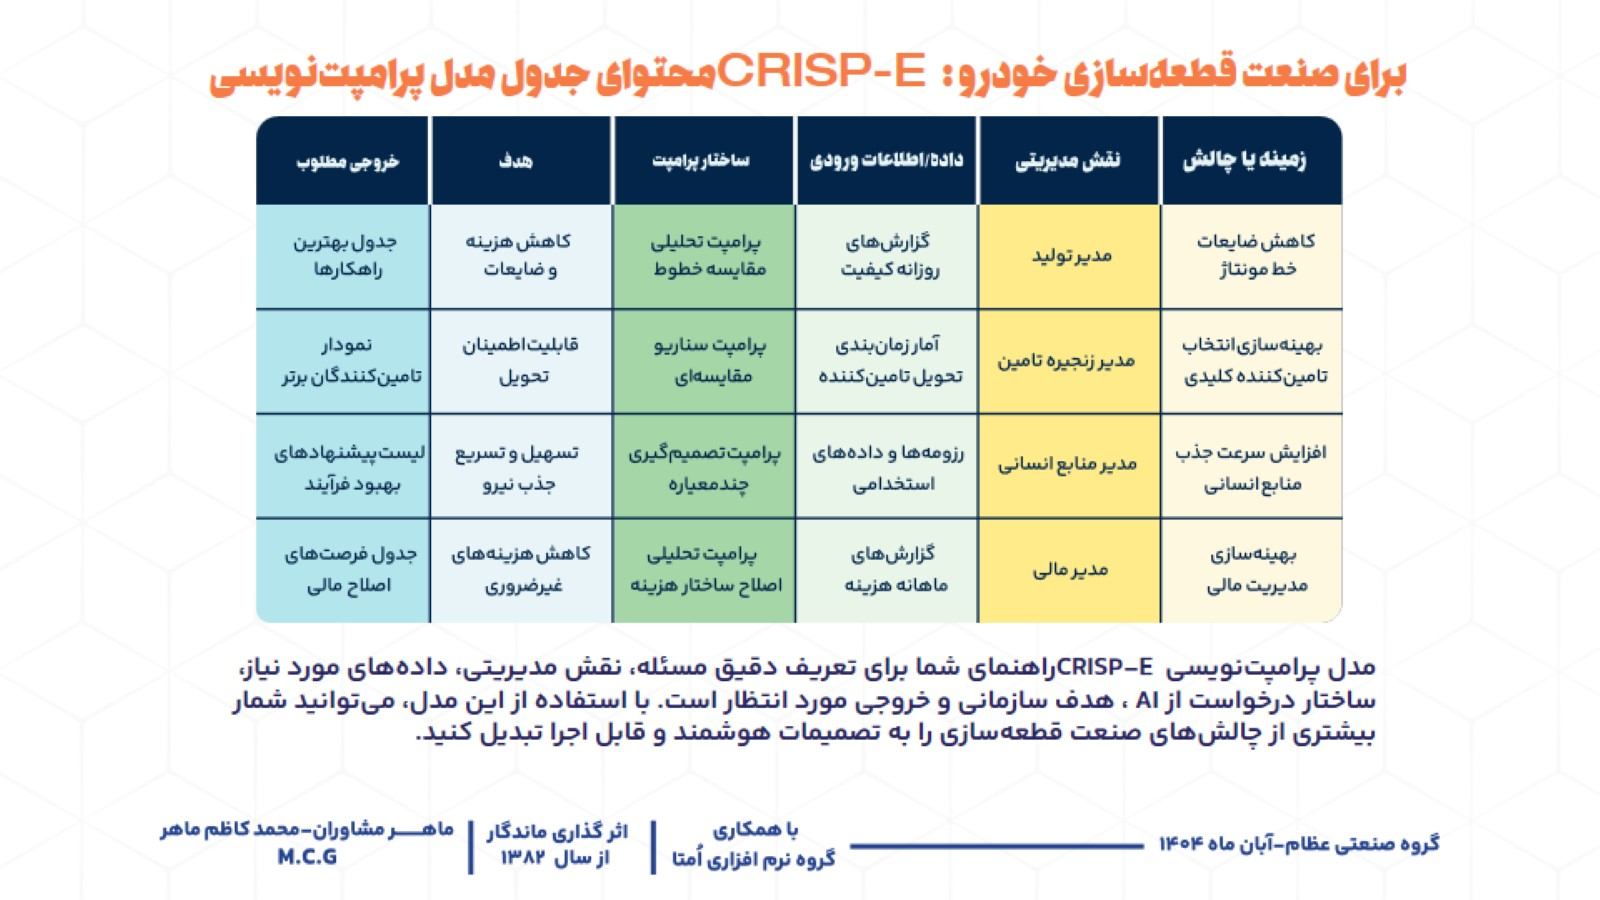 برای صنعت قطعه‌سازی خودرو : CRISP-Eمحتوای جدول مدل پرامپت‌نویسی
زمینه یا چالش
نقش مدیریتی
داده/اطلاعات ورودی
ساختار پرامپت
هدف
خروجی مطلوب
کاهش ضایعات
خط مونتاژ
مدیر تولید
گزارش‌های
روزانه کیفیت
پرامپت تحلیلی
مقایسه خطوط
کاهش هزینه
و ضایعات
جدول بهترین
راهکارها
بهینه‌سازی انتخاب
تامین‌کننده کلیدی
مدیر زنجیره تامین
آمار زمان‌بندی
تحویل تامین‌کننده
پرامپت سناریو
مقایسه‌ای
قابلیت‌اطمینان
تحویل
نمودار
تامین‌کنندگان برتر
افزایش سرعت جذب
منابع انسانی
مدیر منابع انسانی
رزومه‌ها و داده‌های
استخدامی
پرامپت‌تصمیم‌گیری
چندمعیاره
تسهیل و تسریع
جذب نیرو
لیست‌پیشنهادهای
بهبود فرآیند
بهینه‌سازی
مدیریت مالی
مدیر مالی
گزارش‌های
ماهانه هزینه
پرامپت تحلیلی
اصلاح ساختار هزینه
کاهش هزینه‌های
غیرضروری
جدول فرصت‌های
اصلاح مالی
مدل پرامپت‌نویسی CRISP-Eراهنمای شما برای تعریف دقیق مسئله، نقش مدیریتی، داده‌های مورد نیاز،
ساختار درخواست از AI ، هدف سازمانی و خروجی مورد انتظار است. با استفاده از این مدل، می‌توانید شمار
بیشتری از چالش‌های صنعت قطعه‌سازی را به تصمیمات هوشمند و قابل اجرا تبدیل کنید.
گروه صنعتی عظام-آبان ماه ۱۴۰۴
با همکاری
گروه نرم افزاری اُمتا
اثر گذاری ماندگار
از سال ۱۳۸۲
ماهـــر مشاوران-محمد کاظم ماهر
M.C.G